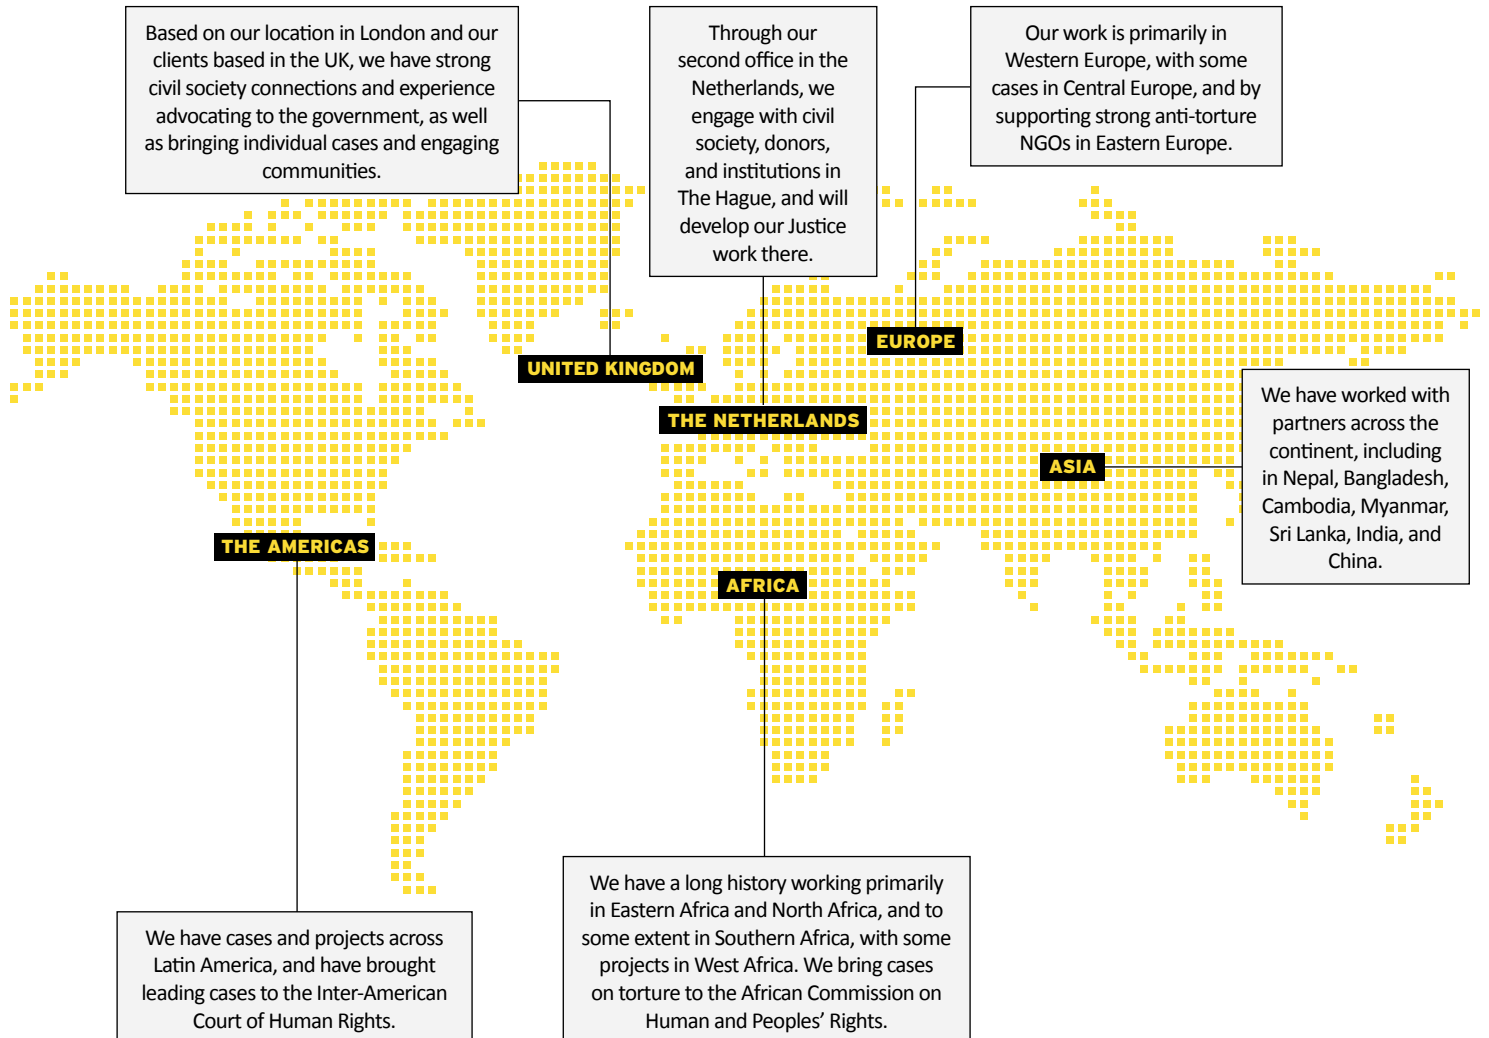 Based on our location in London and our
clients based in the UK, we have strong
civil society connections and experience
advocating to the government, as well
as bringing individual cases and engaging
communities.
Through our
second office in the
Netherlands, we
engage with civil
society, donors,
and institutions in
The Hague, and will
develop our Justice
work there.
Our work is primarily in
Western Europe, with some
cases in Central Europe, and by
supporting strong anti-torture
NGOs in Eastern Europe.
EUROPE
UNITED KINGDOM
THE NETHERLANDS
We have worked with
partners across the
continent, including
in Nepal, Bangladesh,
Cambodia, Myanmar,
Sri Lanka, India, and
China.
ASIA
THE AMERICAS
AFRICA
We have cases and projects across
Latin America, and have brought
leading cases to the Inter-American
Court of Human Rights.
We have a long history working primarily
in Eastern Africa and North Africa, and to
some extent in Southern Africa, with some
projects in West Africa. We bring cases
on torture to the African Commission on
Human and Peoples’ Rights.